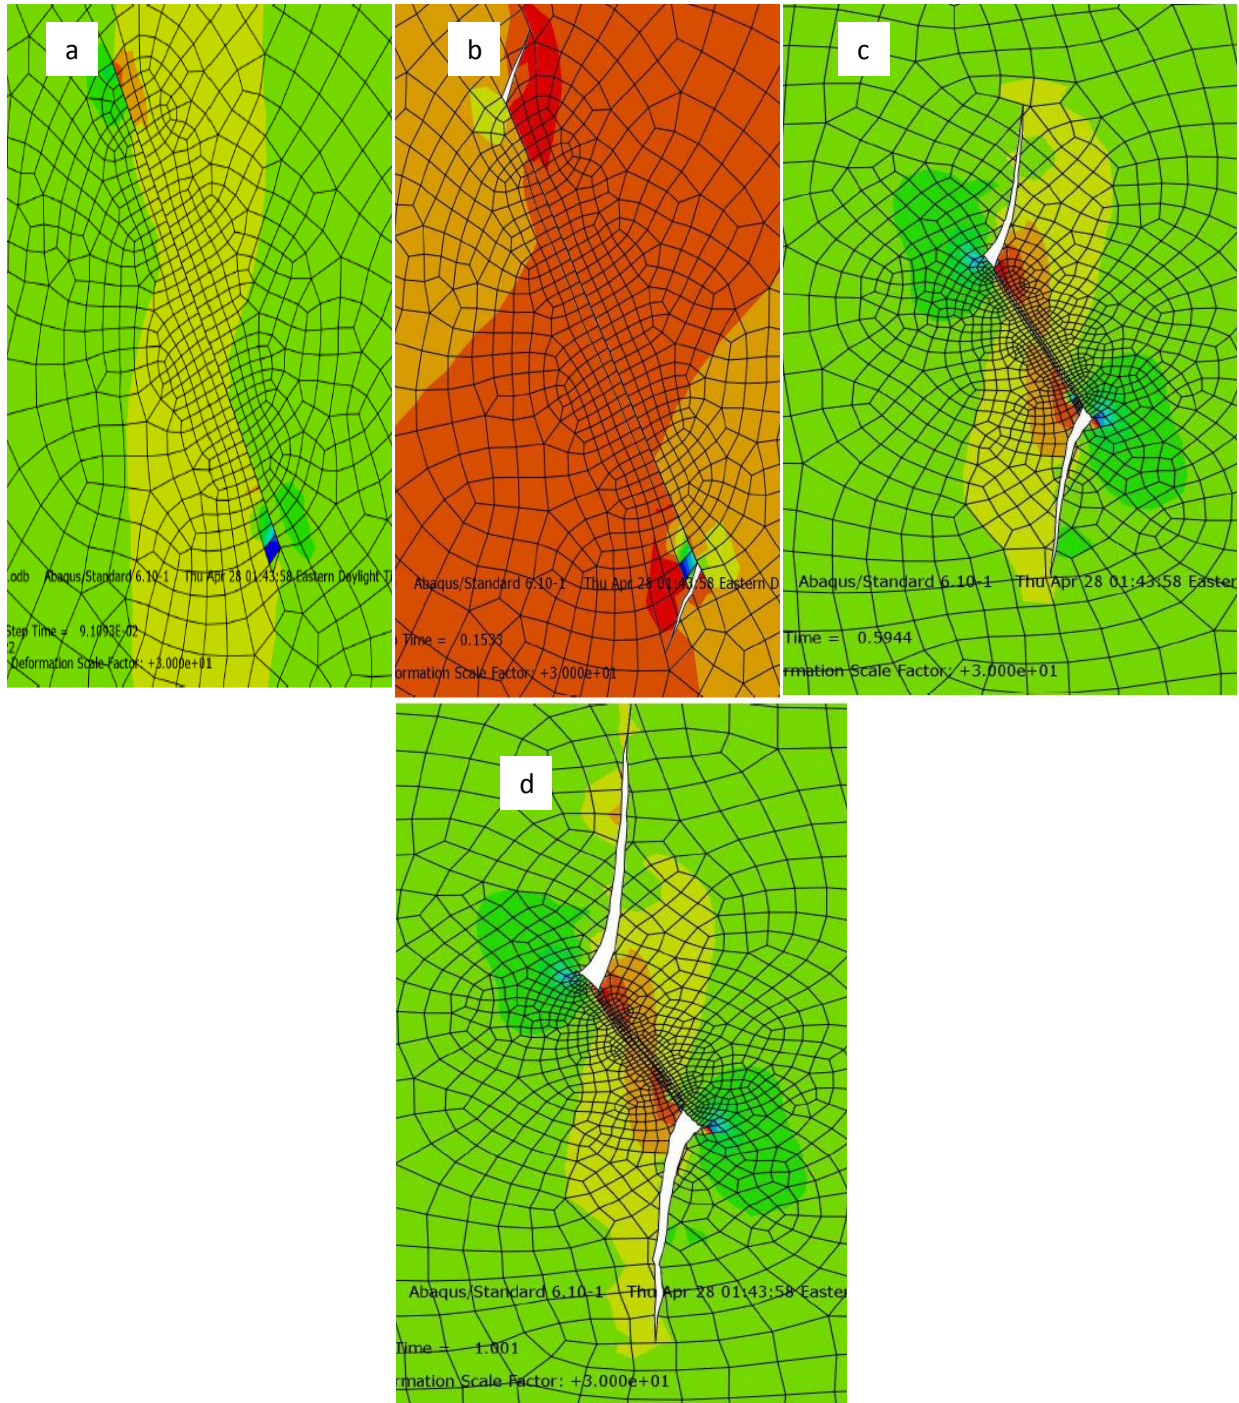 a
.odb Abaqus/Standard 6.10-1 Thu Apr 28 01:43:58 Eastern Daylight Ti
Step Time = 9.1093E-02
2
Deformation Scale Factor: +3.000e+01
b
Abaqus/Standard 6.10-1 Thu Apr 28 01:43:58 Eastern D
Time = 0.1533
ormation Scale Factor: +3.000e+01
c
Abaqus/Standard 6.10-1 Thu Apr 28 01:43:58 Easter
Time = 0.5944
rmation Scale Factor: +3.000e+01
d
Abaqus/Standard 6.10-1 Thu Apr 28 01:43:58 Easter
Time = 1.001
rmation Scale Factor: +3.000e+01